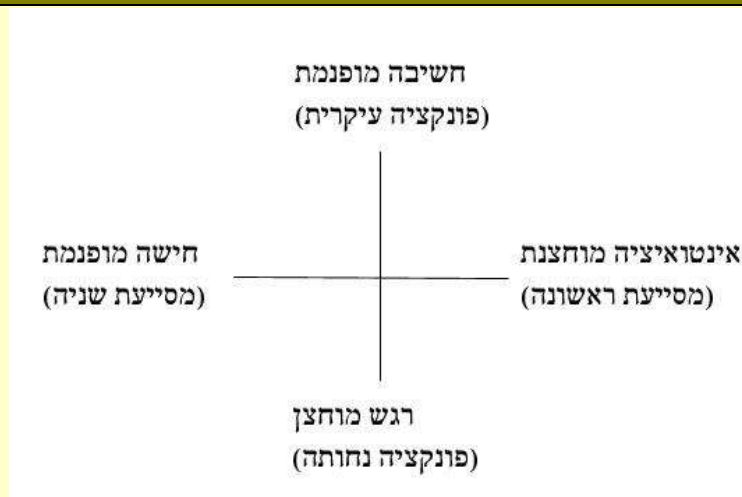 חשיבה מופנמת
(פונקציה עיקרית)
אינטואיציה מוחצנת
(מסייעת ראשונה)
חישה מופנמת
(מסייעת שניה)
רגש מוחצן
(פונקציה נחותה)